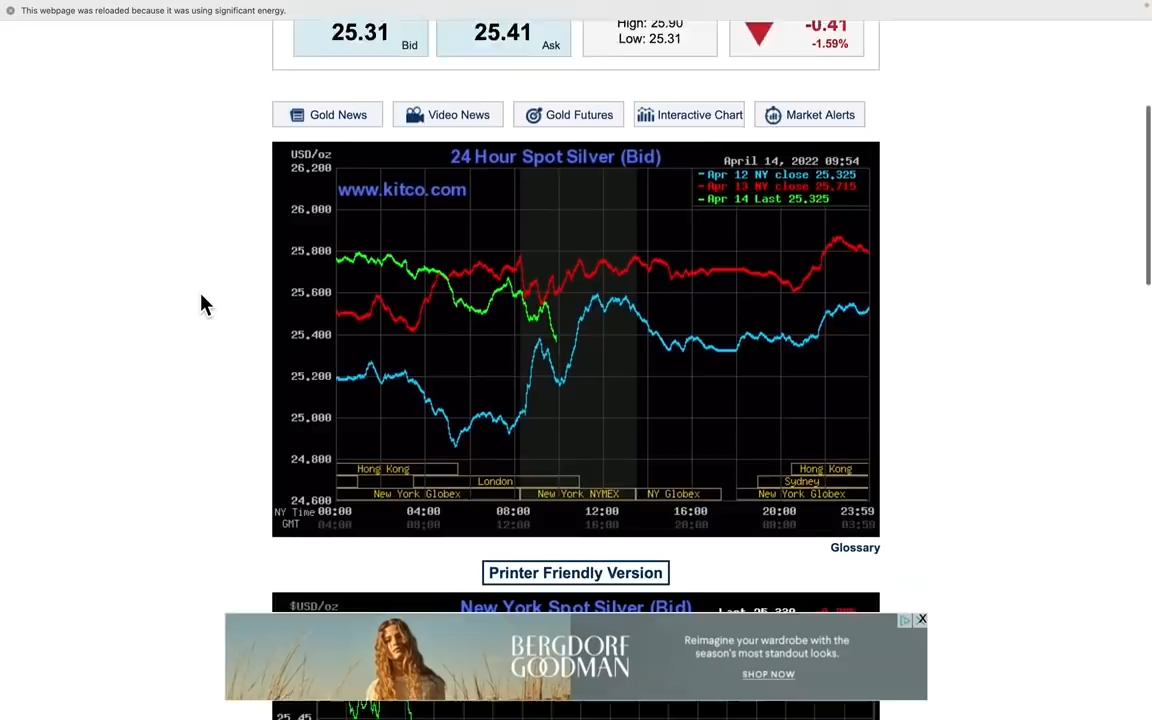 This webpage was reloaded because it was using significant energy.
25.31 Bid
25.41 Ask
High: 25.90
Low: 25.31
-0.41
-1.59%
Gold News
Video News
Gold Futures
Interactive Chart
Market Alerts
USD/oz
24 Hour Spot Silver (Bid)
April 14, 2022 09:54
www.kitco.com
Apr 12 NY close 25.325
Apr 13 NY close 25.715
Apr 14 Last 25.325
26.200
26.000
25.800
25.600
25.400
25.200
25.000
24.800
24.600
Hong Kong
Hong Kong
London
Sydney
New York Globex
New York NYMEX
NY Globex
New York Globex
NY Time 00:00 04:00 08:00 12:00 16:00 20:00 23:59
GMT 04:00 08:00 12:00 16:00 20:00 00:00 03:59
Glossary
Printer Friendly Version
$USD/oz
New York Spot Silver (Bid)
BERGDORF
GOODMAN
Reimagine your wardrobe with the
season's most standout looks.
SHOP NOW
X
25.45